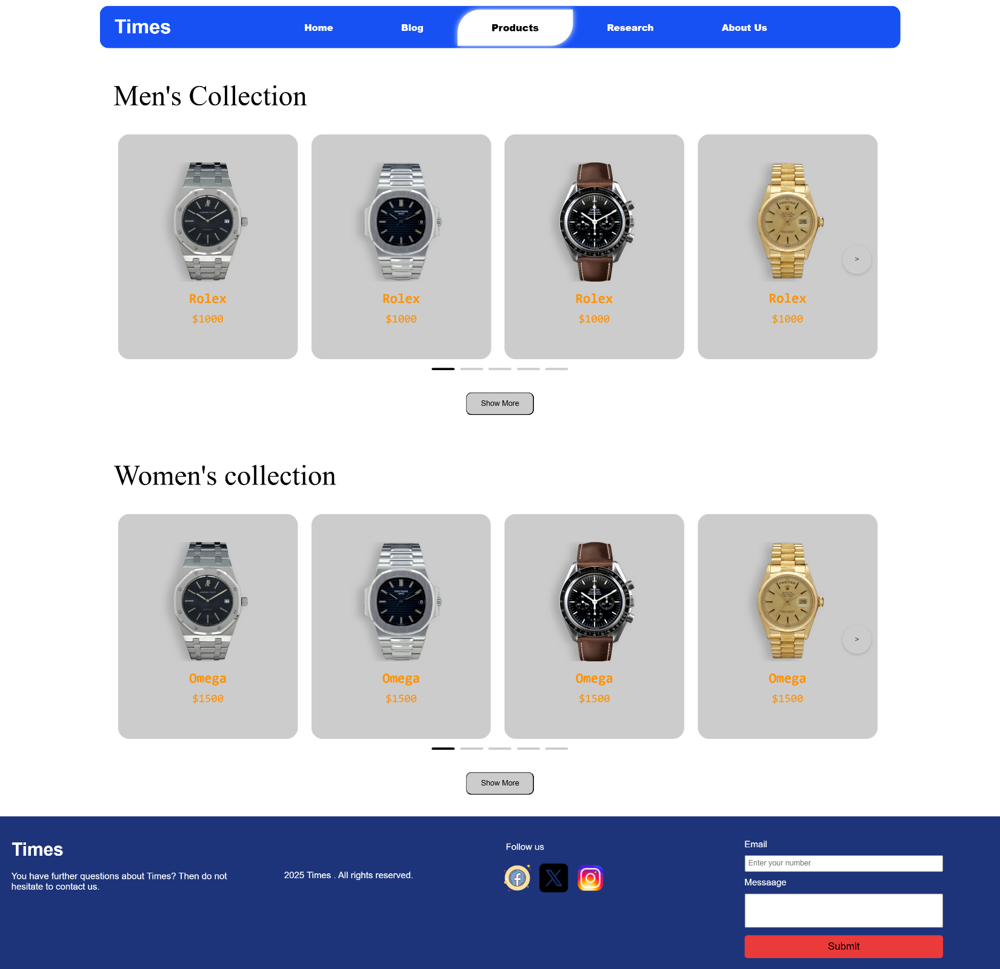 Times
Home
Blog
Products
Research
About Us
Men's Collection
Rolex
$1000
Rolex
$1000
Rolex
$1000
Rolex
$1000
>
Show More
Women's collection
Omega
$1500
Omega
$1500
Omega
$1500
Omega
$1500
>
Show More
Times
You have further questions about Times? Then do not
hesitate to contact us.
2025 Times . All rights reserved.
Follow us
Email
Enter your number
Messaage
Submit